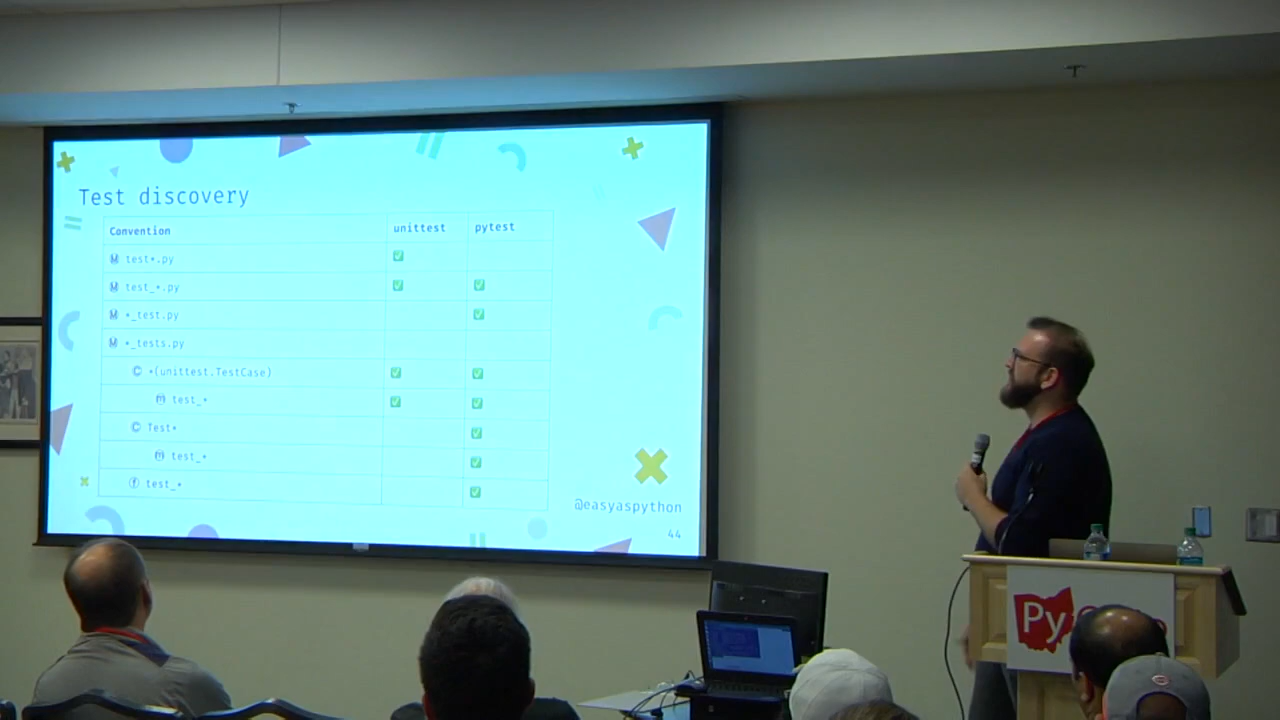 Test discovery
Convention unittest pytest
Ⓜ test*.py ✅
Ⓜ test_*.py ✅ ✅
Ⓜ *_test.py ✅
Ⓜ *_tests.py
Ⓒ *(unittest.TestCase) ✅ ✅
ⓜ test_* ✅ ✅
Ⓒ Test* ✅
ⓜ test_* ✅
ⓕ test_* ✅
@easyaspython
44
Py